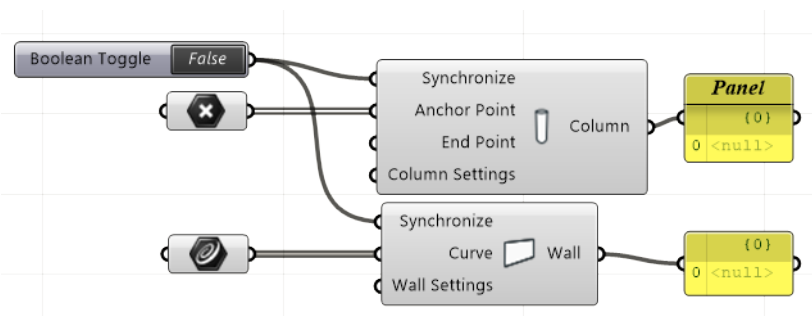 Boolean Toggle False
Synchronize
Anchor Point
End Point
Column Settings
Column
Panel
{0}
0 <null>
Synchronize
Curve
Wall Settings
Wall
{0}
0 <null>